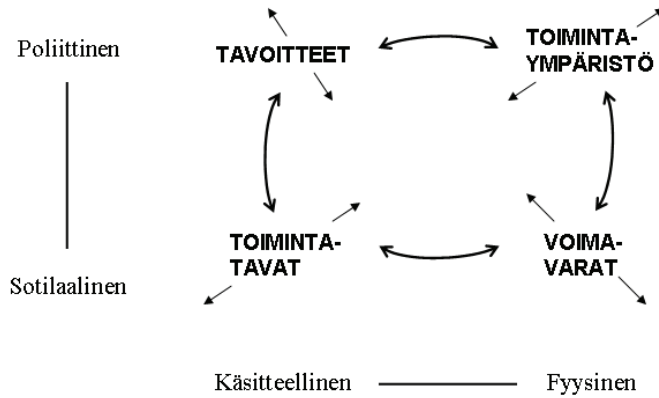 Poliittinen
TAVOITTEET
TOIMINTA-
YMPÄRISTÖ
Sotilaalinen
TOIMINTA-
TAVAT
VOIMA-
VARAT
Käsitteellinen
Fyysinen